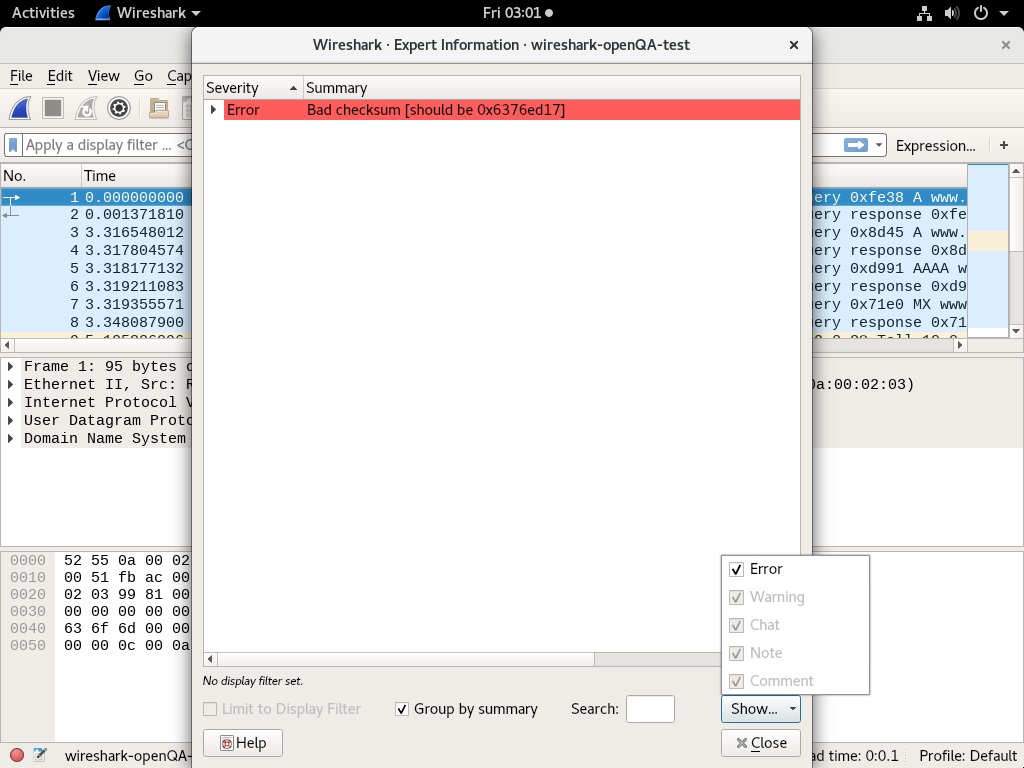 Activities Wireshark Fri 03:01
Wireshark · Expert Information · wireshark-openQA-test
File Edit View Go Cap
Severity Summary
Error Bad checksum [should be 0x6376ed17]
Apply a display filter ... <C
Expression... +
No. Time
1 0.000000000 ery 0xfe38 A www.
2 0.001371810 ery response 0xfe
3 3.316548012 ery 0x8d45 A www.
4 3.317804574 ery response 0x8d
5 3.318177132 ery 0xd991 AAAA w
6 3.319211083 ery response 0xd9
7 3.319355571 ery 0x71e0 MX www
8 3.348087900 ery response 0x71
Frame 1: 95 bytes
Ethernet II, Src: R 0a:00:02:03)
Internet Protocol V
User Datagram Proto
Domain Name System
0000 52 55 0a 00 02
0010 00 51 fb ac 00
0020 02 03 99 81 00
0030 00 00 00 00 00
0040 63 6f 6d 00 00
0050 00 00 0c 00 0a
Error
Warning
Chat
Note
Comment
No display filter set.
Limit to Display Filter Group by summary Search: Show...
Help Close
wireshark-openQA- ad time: 0:0.1 Profile: Default